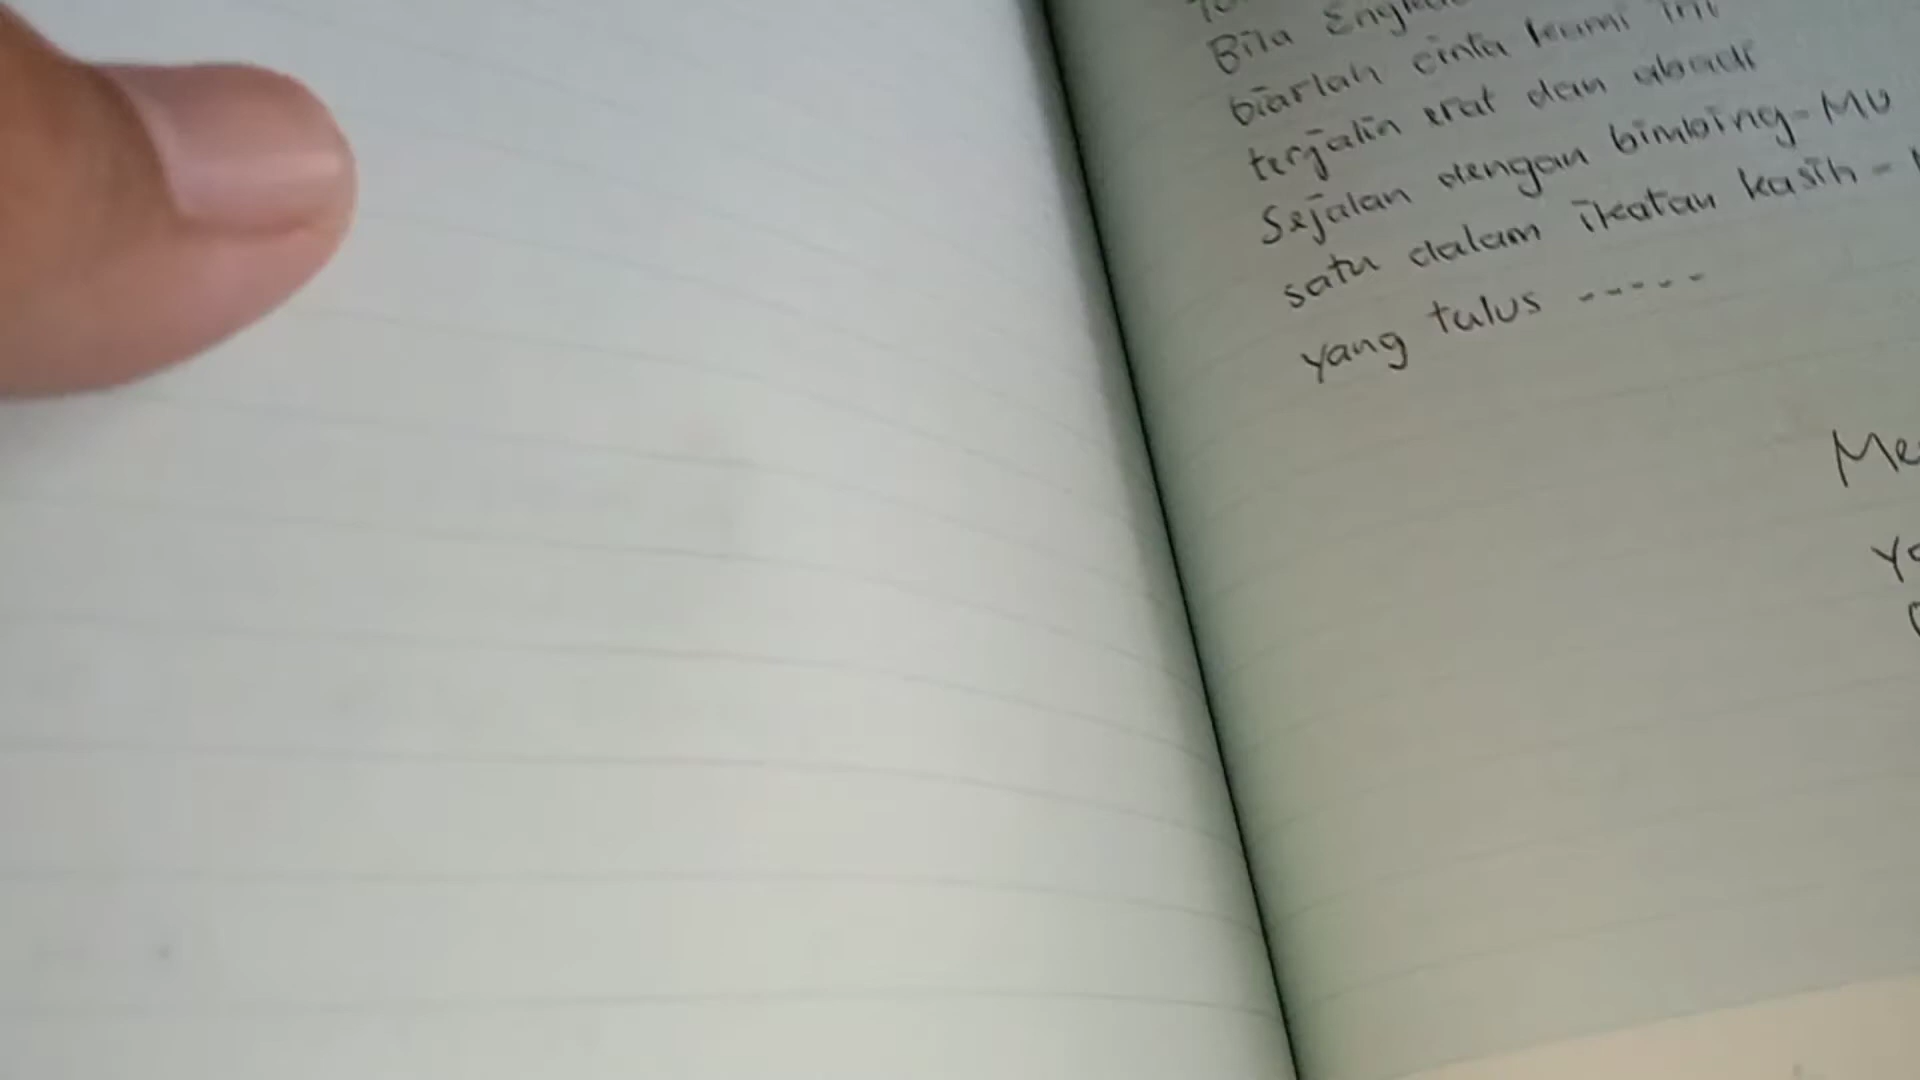 Bila
biarlah cinta kami ini
terjalin erat dan abadi
Sejalan dengan bimbing-MU
satu dalam ikatan kasih-
yang tulus -----